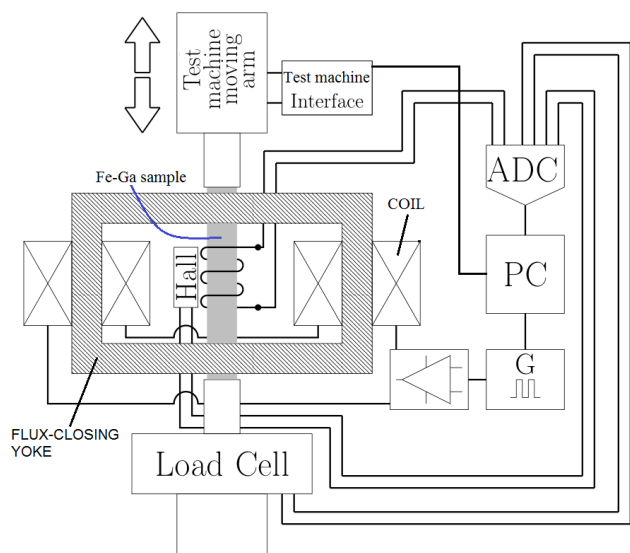 Test
machine
moving
arm
Test machine
Interface
Fe-Ga sample
ADC
COIL
Hall
PC
G
FLUX-CLOSING
YOKE
Load Cell